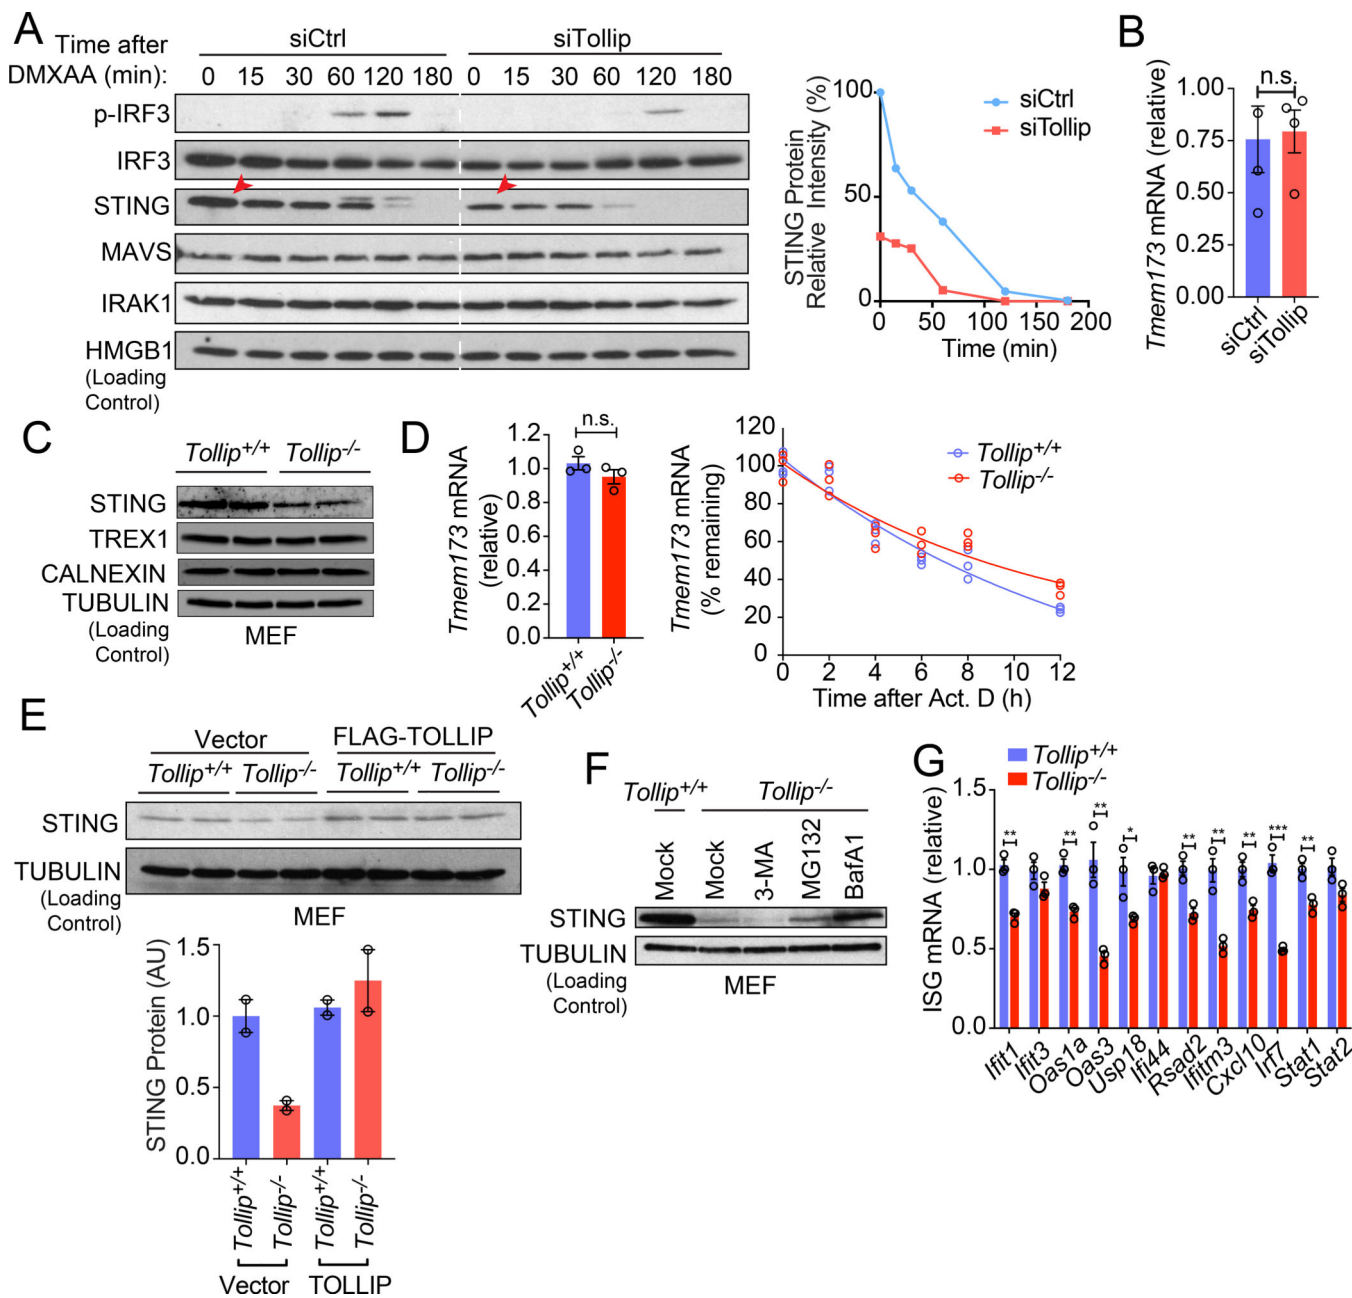 A
Time after
DMXAA (min):
siCtrl
siTollip
0 15 30 60 120 180 0 15 30 60 120 180
p-IRF3
IRF3
STING
MAVS
IRAK1
HMGB1
(Loading
Control)
STING Protein
Relative Intensity (%)
100
50
0
siCtrl
siTollip
0 50 100 150 200
Time (min)
B
Tmem173 mRNA (relative)
1.00
0.75
0.50
0.25
0.00
n.s.
siCtrl
siTollip
C
Tollip+/+ Tollip-/-
STING
TREX1
CALNEXIN
TUBULIN
(Loading
Control)
MEF
D
Tmem173 mRNA
(relative)
1.2
1.0
0.8
0.6
0.4
0.2
0.0
n.s.
Tollip+/+
Tollip-/-
Tmem173 mRNA
(% remaining)
120
100
80
60
40
20
0
Tollip+/+
Tollip-/-
0 2 4 6 8 10 12
Time after Act. D (h)
E
Vector FLAG-TOLLIP
Tollip+/+ Tollip-/- Tollip+/+ Tollip-/-
STING
TUBULIN
(Loading
Control)
MEF
STING Protein (AU)
1.5
1.0
0.5
0.0
Tollip+/+
Tollip-/-
Tollip+/+
Tollip-/-
Vector TOLLIP
F
Tollip+/+ Tollip-/-
Mock
Mock
3-MA
MG132
BafA1
STING
TUBULIN
(Loading
Control)
MEF
G
Tollip+/+
Tollip-/-
ISG mRNA (relative)
1.5
1.0
0.5
0.0
** ** ** * ** ** ** *** **
Ifit1
Ifit3
Oas1a
Oas3
Usp18
Ifi44
Rsad2
Ifitm3
Cxcl10
Irf7
Stat1
Stat2